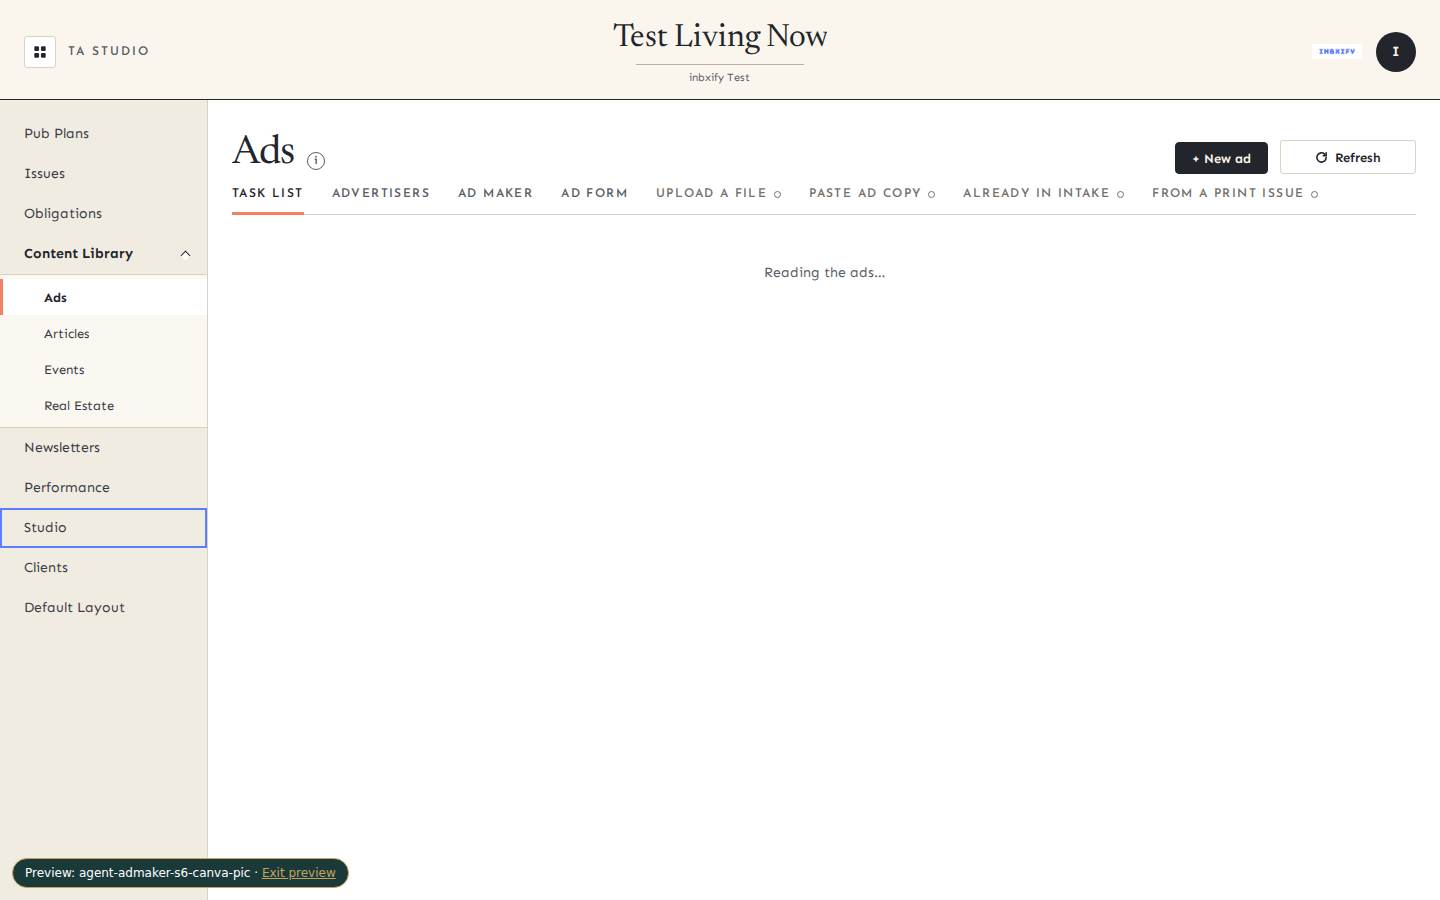 TA STUDIO
Test Living Now
inbxify Test
INBXIFY
I
Pub Plans
Issues
Obligations
Content Library
Ads
Articles
Events
Real Estate
Newsletters
Performance
Studio
Clients
Default Layout
Ads
i
+ New ad
Refresh
TASK LIST
ADVERTISERS
AD MAKER
AD FORM
UPLOAD A FILE
PASTE AD COPY
ALREADY IN INTAKE
FROM A PRINT ISSUE
Reading the ads...
Preview: agent-admaker-s6-canva-pic · Exit preview